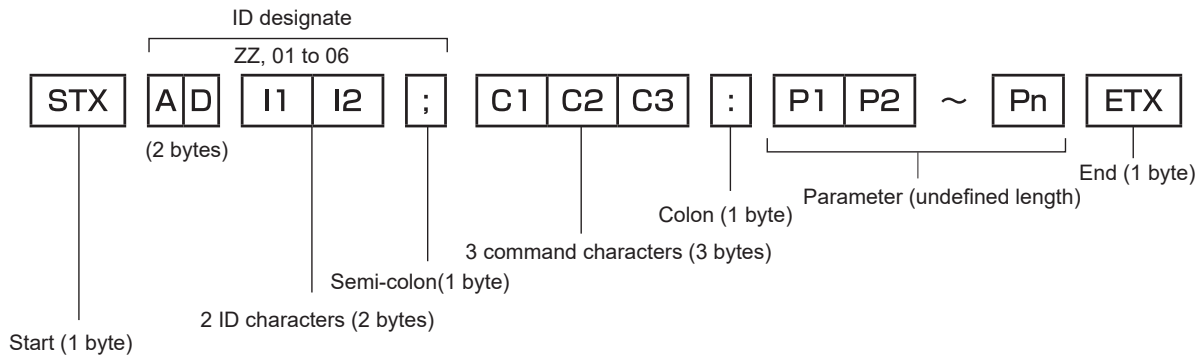 ID designate
ZZ, 01 to 06
STX A D I1 I2 ; C1 C2 C3 : P1 P2 ～ Pn ETX
(2 bytes)
End (1 byte)
Parameter (undefined length)
Colon (1 byte)
3 command characters (3 bytes)
Semi-colon(1 byte)
2 ID characters (2 bytes)
Start (1 byte)